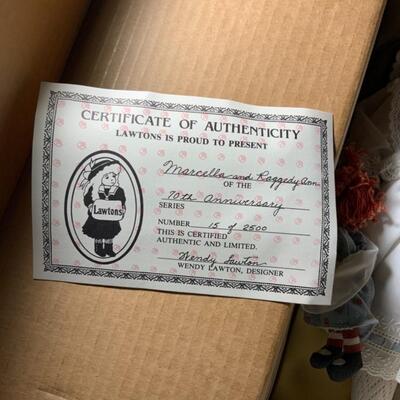 CERTIFICATE OF AUTHENTICITY
LAWTONS IS PROUD TO PRESENT
Marcella and Raggedy Ann
OF THE
70th Anniversary
SERIES
NUMBER 15 of 2500
THIS IS CERTIFIED
AUTHENTIC AND LIMITED.
Wendy Lawton
WENDY LAWTON, DESIGNER
Lawtons